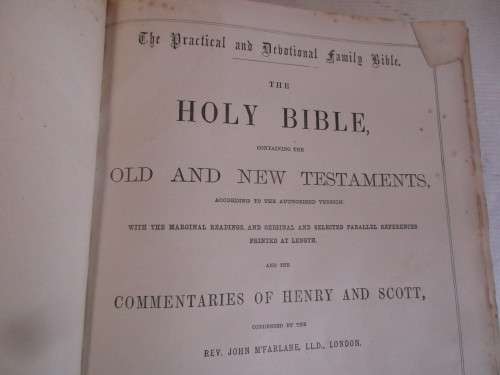 The Practical and Devotional Family Bible.
THE
HOLY BIBLE,
CONTAINING THE
OLD AND NEW TESTAMENTS,
ACCORDING TO THE AUTHORISED VERSION:
WITH THE MARGINAL READINGS, AND ORIGINAL AND SELECTED PARALLEL REFERENCES
PRINTED AT LENGTH,
AND THE
COMMENTARIES OF HENRY AND SCOTT,
CONDENSED BY THE
REV. JOHN M'FARLANE, LL.D., LONDON.